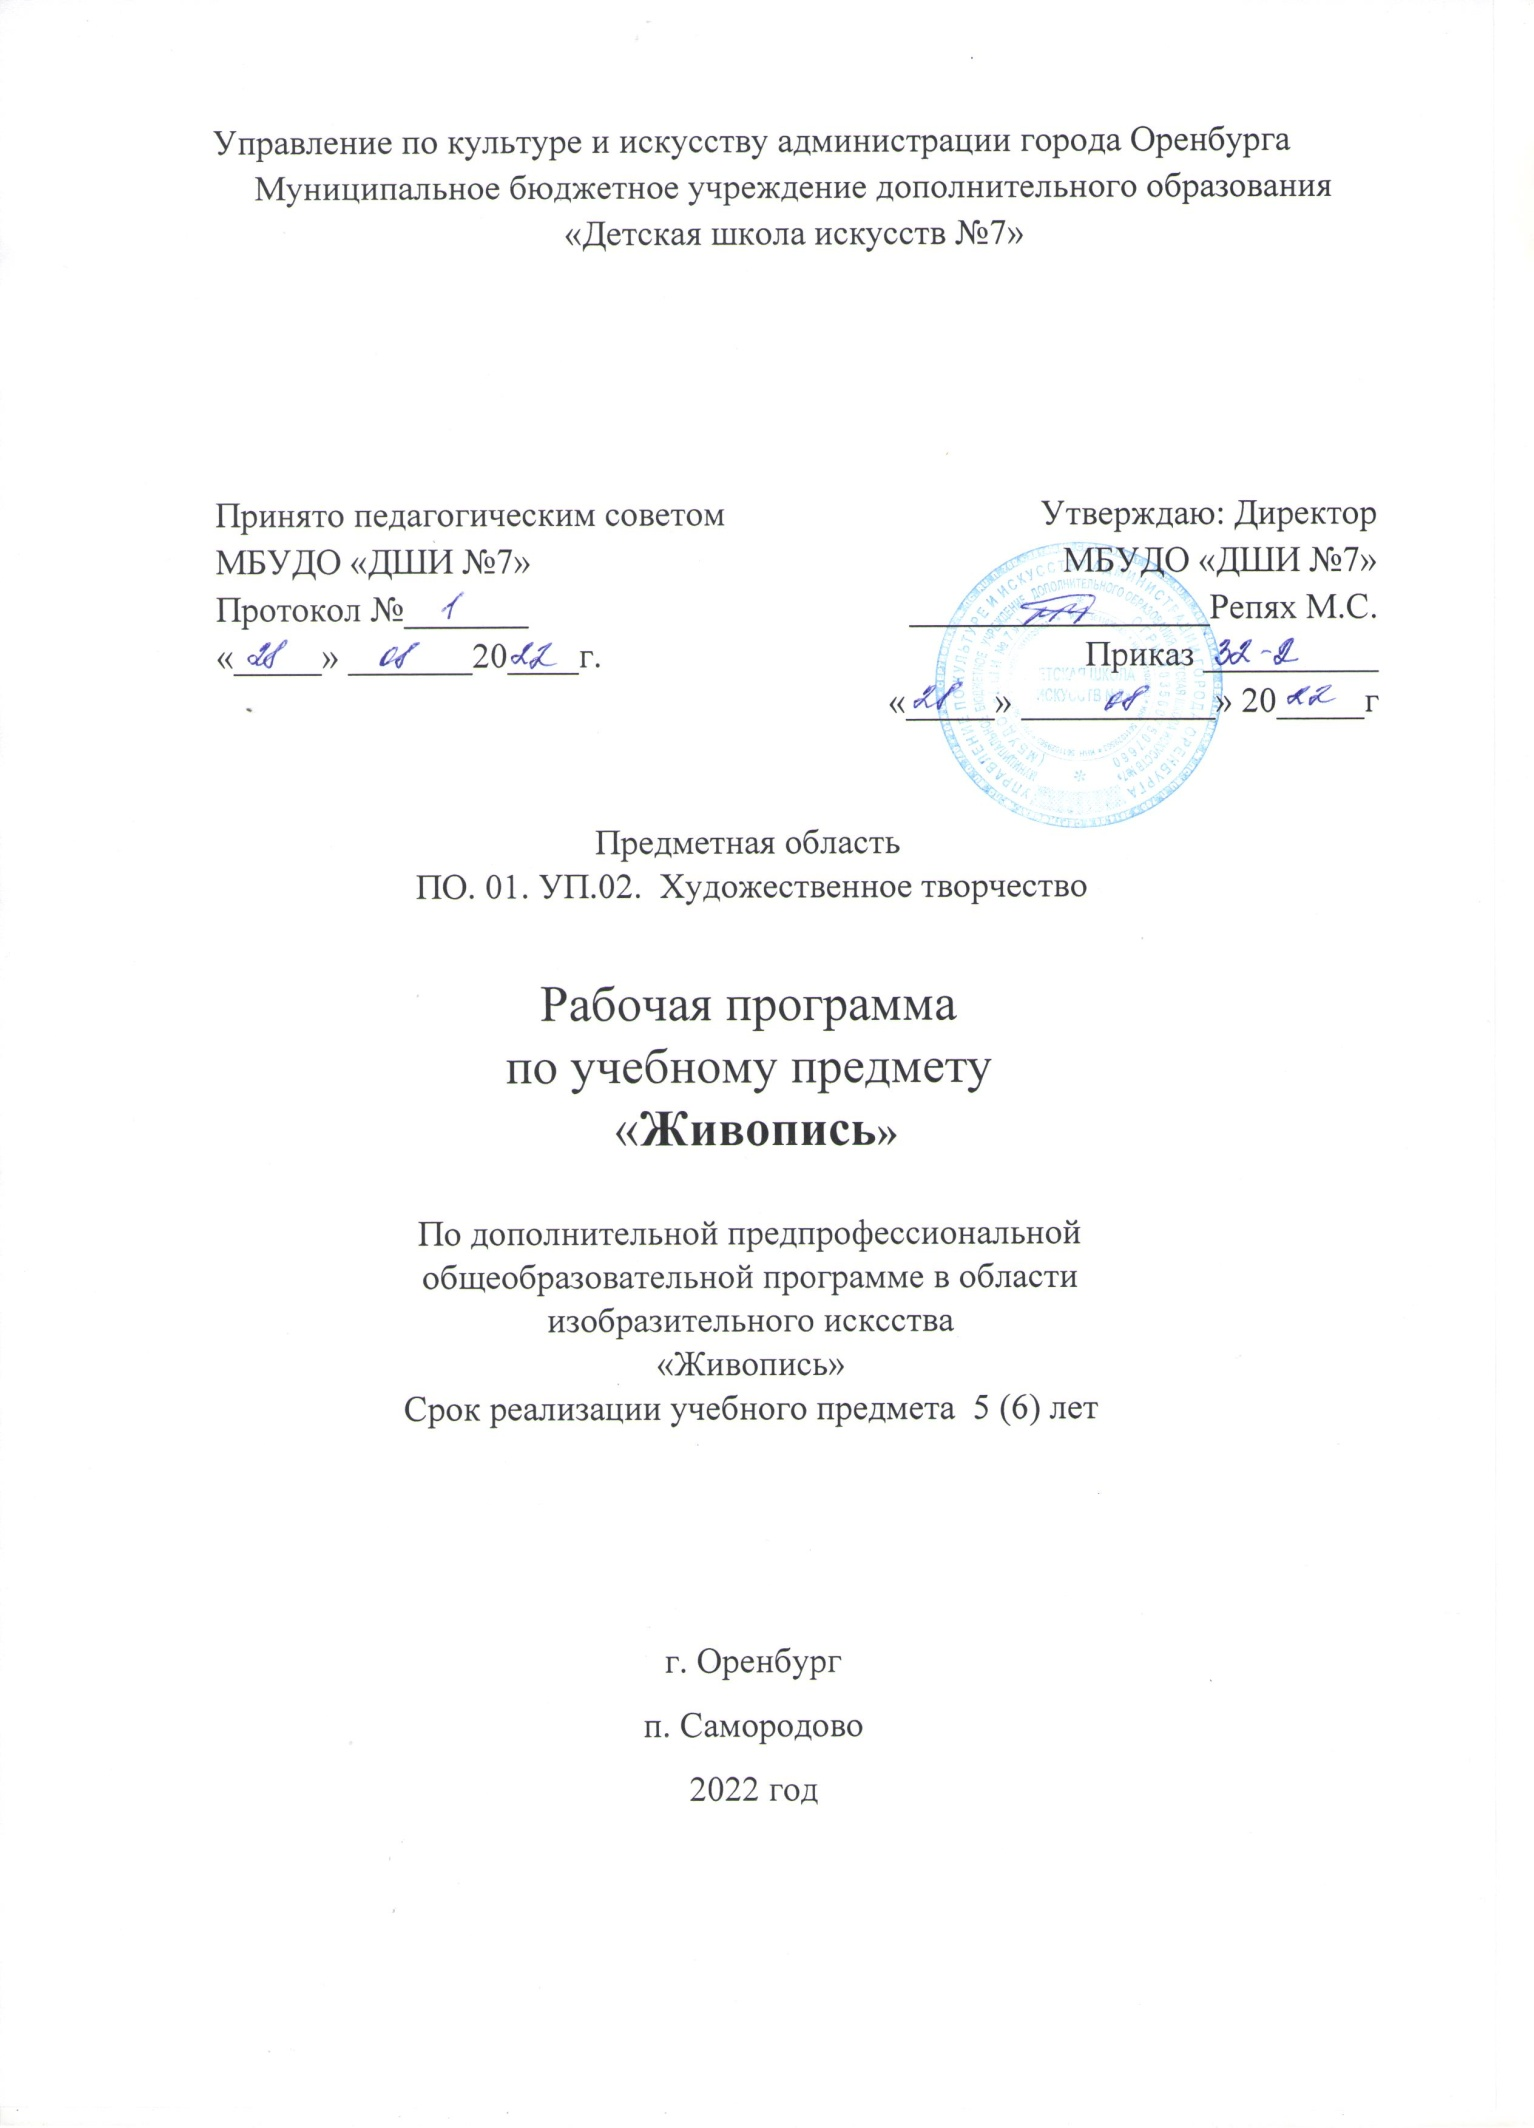 Управление по культуре и искусству администрации города Оренбурга
Муниципальное бюджетное учреждение дополнительного образования
«Детская школа искусств №7»
Принято педагогическим советом
МБУДО «ДШИ №7»
Протокол № 1
«28» 08 2022 г.
Утверждаю: Директор
МБУДО «ДШИ №7»
Репях М.С.
Приказ 32-2
«28» 08» 2022 г
Предметная область
ПО. 01. УП.02. Художественное творчество
Рабочая программа
по учебному предмету
«Живопись»
По дополнительной предпрофессиональной
общеобразовательной программе в области
изобразительного исксства
«Живопись»
Срок реализации учебного предмета 5 (6) лет
г. Оренбург
п. Самородово
2022 год